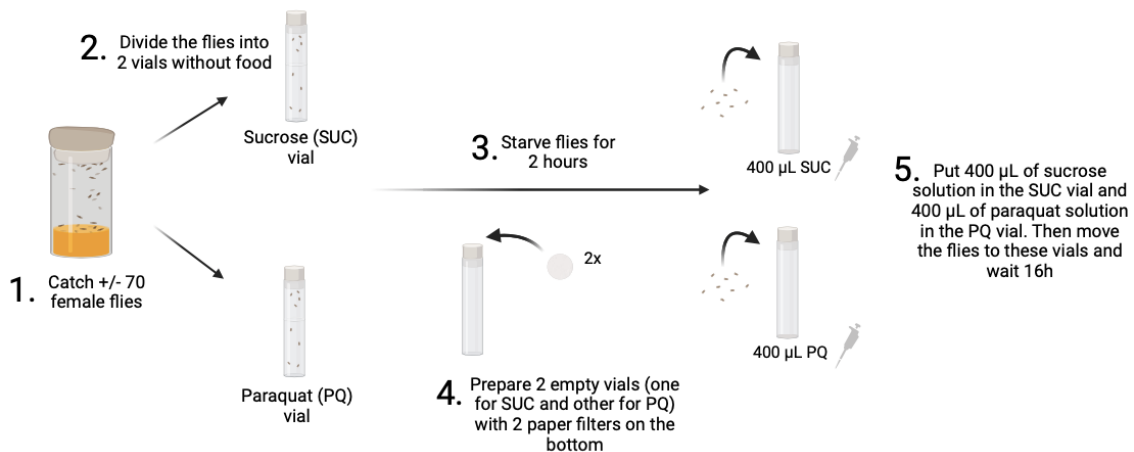 1. Catch +/- 70
female flies
2. Divide the flies into
2 vials without food
Sucrose (SUC)
vial
Paraquat (PQ)
vial
3. Starve flies for
2 hours
2x
4. Prepare 2 empty vials (one
for SUC and other for PQ)
with 2 paper filters on the
bottom
400 µL SUC
400 µL PQ
5. Put 400 µL of sucrose
solution in the SUC vial and
400 µL of paraquat solution
in the PQ vial. Then move
the flies to these vials and
wait 16h